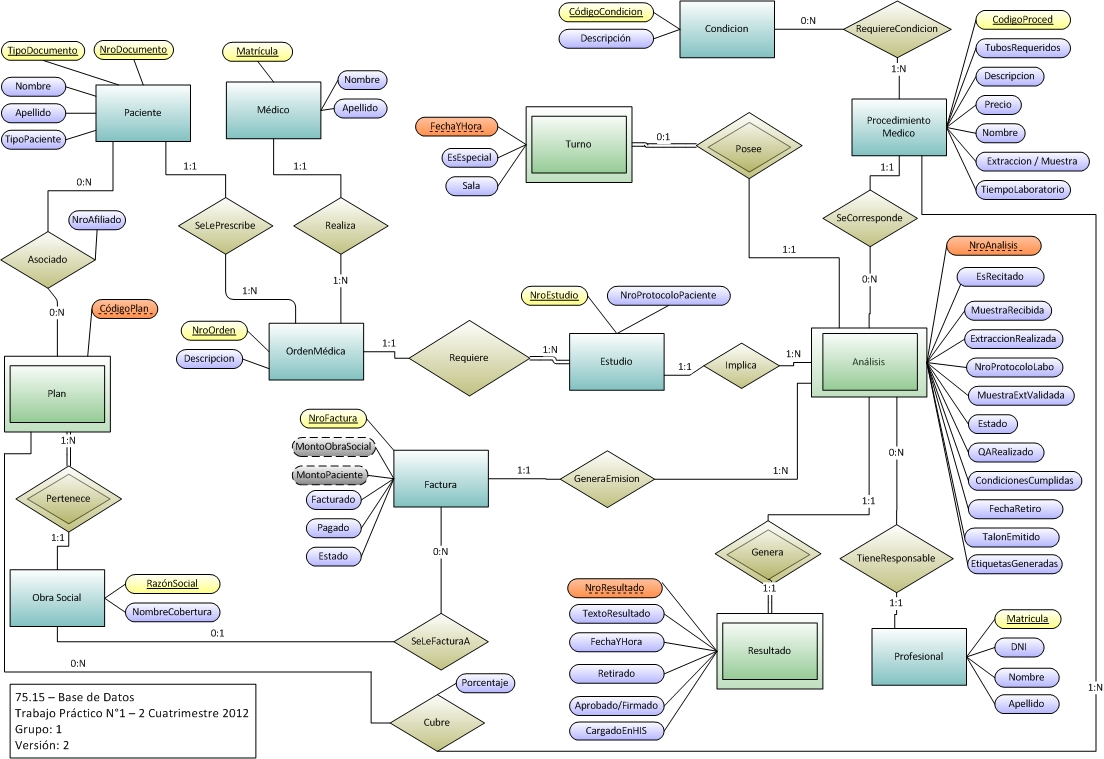 TipoDocumento
NroDocumento
Nombre
Apellido
TipoPaciente
Paciente
Matrícula
Nombre
Apellido
Médico
CódigoCondicion
Descripción
Condicion
0:N
RequiereCondicion
1:N
CodigoProced
TubosRequeridos
Descripcion
Precio
Nombre
Extraccion / Muestra
TiempoLaboratorio
Procedimiento
Medico
FechaYHora
EsEspecial
Sala
Turno
0:1
Posee
1:1
1:1
SeCorresponde
0:N
0:N
NroAfiliado
Asociado
0:N
1:1
SeLePrescribe
1:N
1:1
Realiza
1:N
CódigoPlan
Plan
NroOrden
Descripcion
OrdenMédica
1:1
Requiere
1:N
NroEstudio
NroProtocoloPaciente
Estudio
1:1
Implica
1:N
Análisis
NroAnalisis
EsRecitado
MuestraRecibida
ExtraccionRealizada
NroProtocoloLabo
MuestraExtValidada
Estado
QARealizado
CondicionesCumplidas
FechaRetiro
TalonEmitido
EtiquetasGeneradas
1:N
Pertenece
1:1
NroFactura
MontoObraSocial
MontoPaciente
Facturado
Pagado
Estado
Factura
1:1
GeneraEmision
1:N
0:N
1:1
0:N
Genera
1:1
TieneResponsable
1:1
Obra Social
RazónSocial
NombreCobertura
0:1
SeLeFacturaA
NroResultado
TextoResultado
FechaYHora
Retirado
Aprobado/Firmado
CargadoEnHIS
Resultado
Profesional
Matricula
DNI
Nombre
Apellido
0:N
Porcentaje
Cubre
1:N
75.15 – Base de Datos
Trabajo Práctico N°1 – 2 Cuatrimestre 2012
Grupo: 1
Versión: 2